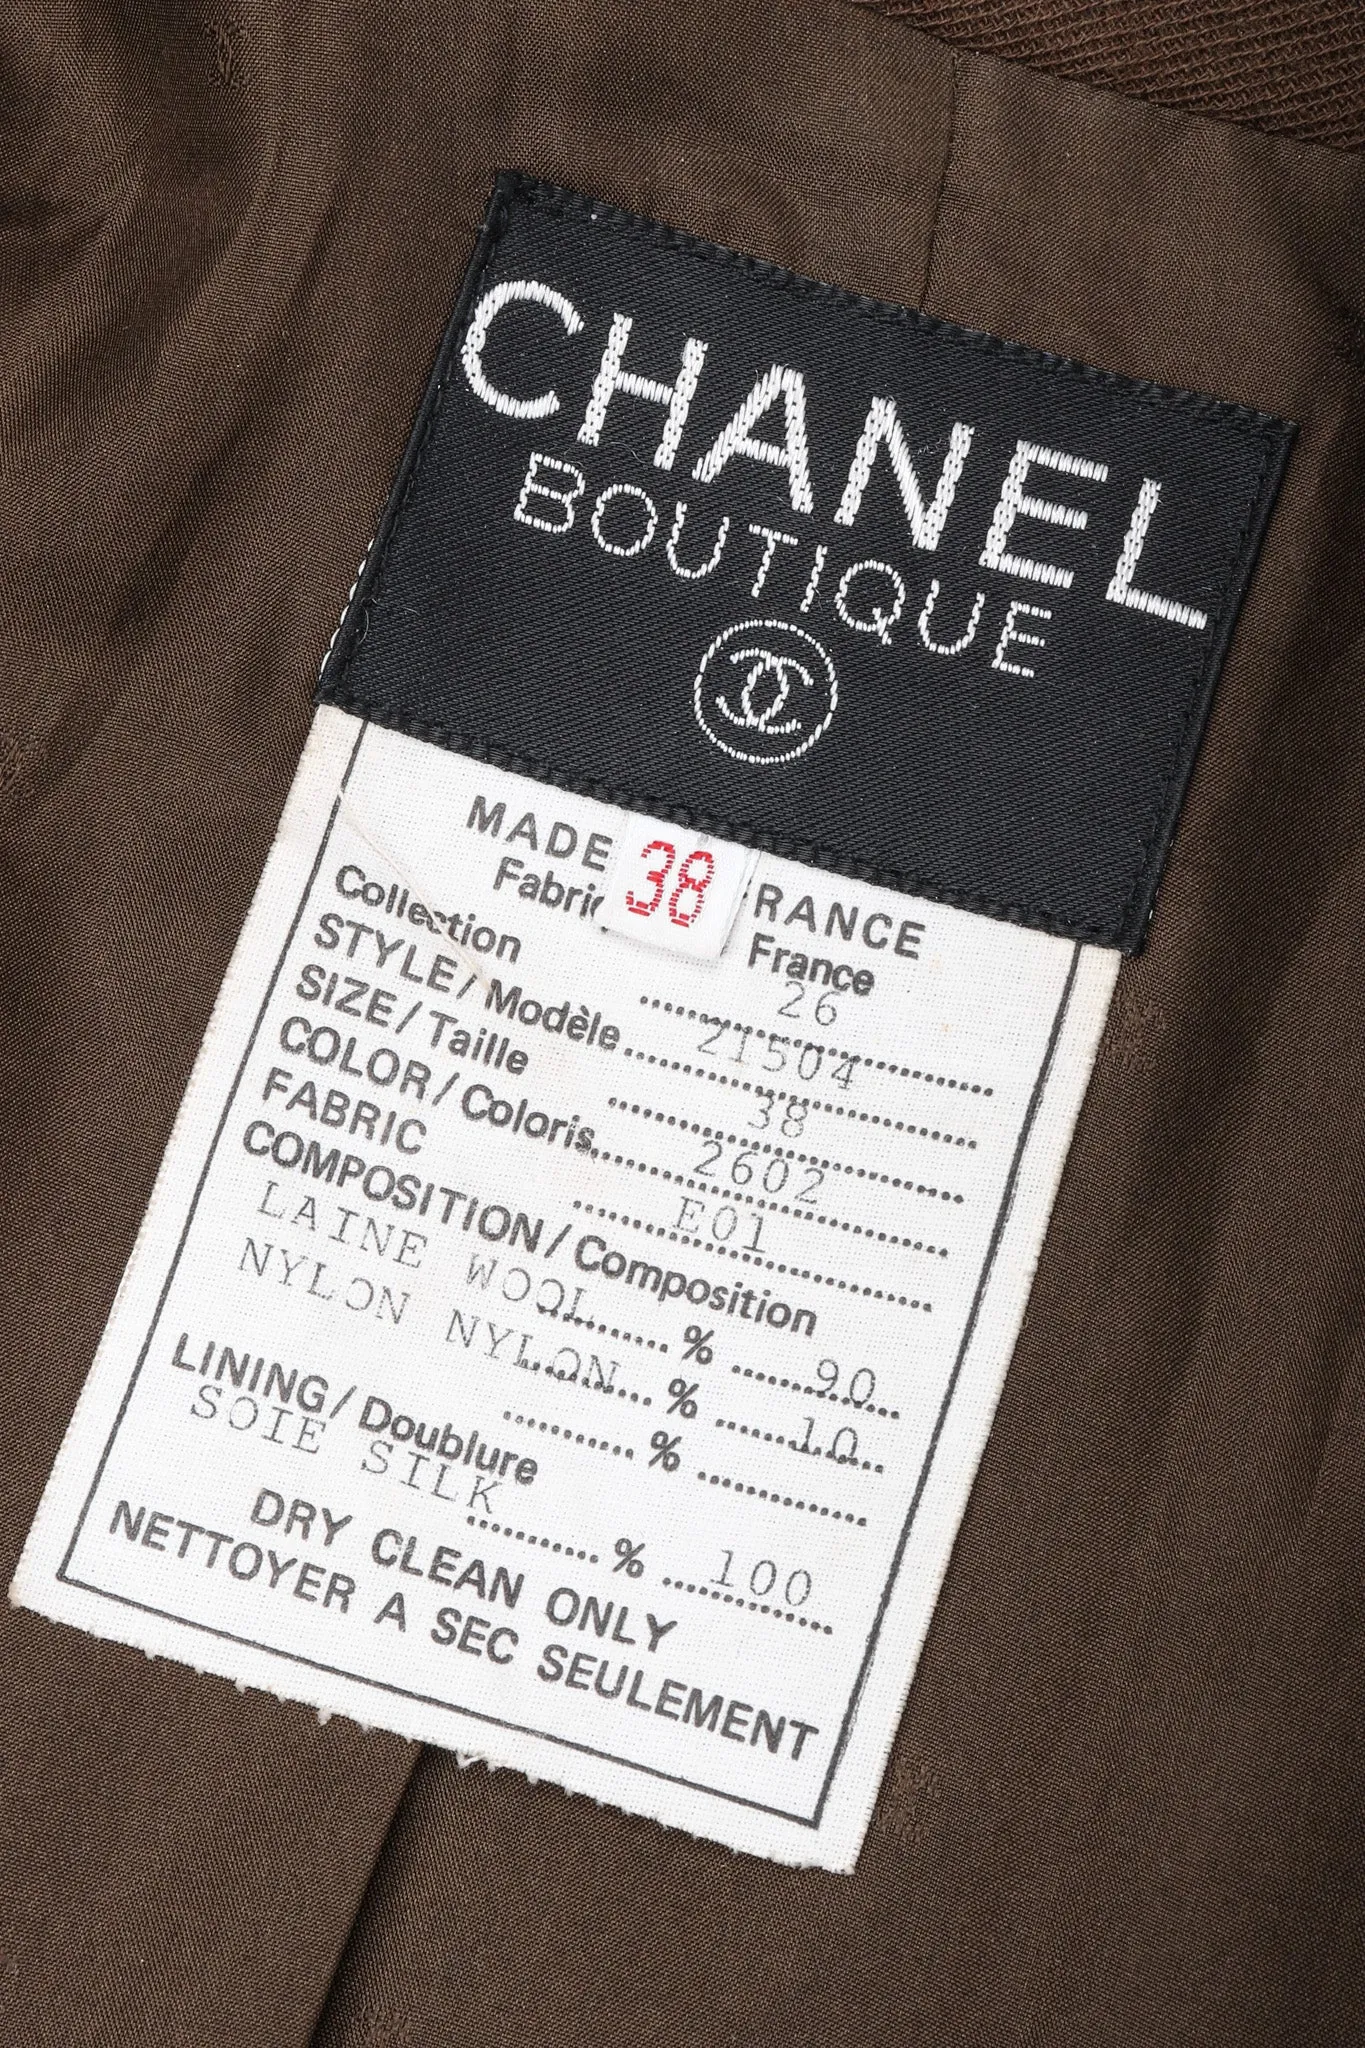 CHANEL
BOUTIQUE
38
MADE FRANCE
France
Collection 26
STYLE/Modèle 21504
SIZE/Taille 38
COLOR/Coloris 2602
FABRIC E01
COMPOSITION/Composition
LAINE WOOL % 90
NYLON NYLON % 10
%
LINING/Doublure
SOIE SILK % 100
DRY CLEAN ONLY
NETTOYER A SEC SEULEMENT